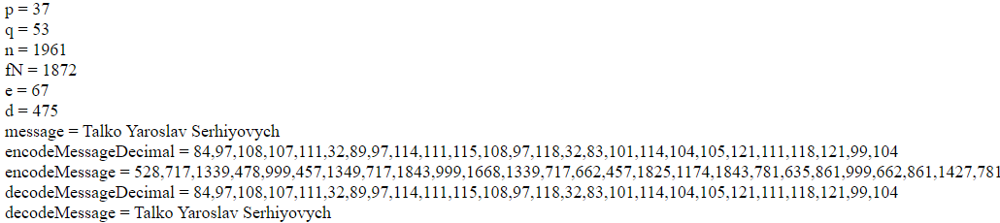 p = 37
q = 53
n = 1961
fN = 1872
e = 67
d = 475
message = Talko Yaroslav Serhiyovych
encodeMessageDecimal = 84,97,108,107,111,32,89,97,114,111,115,108,97,118,32,83,101,114,104,105,121,111,118,121,99,104
encodeMessage = 528,717,1339,478,999,457,1349,717,1843,999,1668,1339,717,662,457,1825,1174,1843,781,635,861,999,662,861,1427,781
decodeMessageDecimal = 84,97,108,107,111,32,89,97,114,111,115,108,97,118,32,83,101,114,104,105,121,111,118,121,99,104
decodeMessage = Talko Yaroslav Serhiyovych